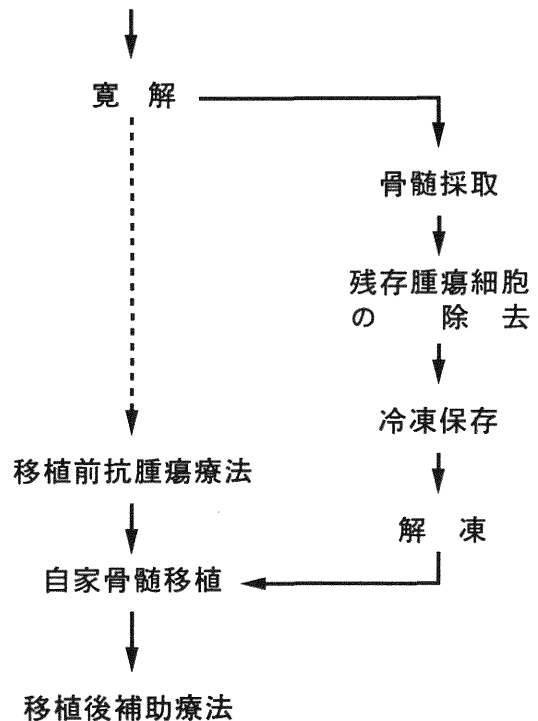 寛解
骨髄採取
残存腫瘍細胞
の除去
冷凍保存
移植前抗腫瘍療法
解凍
自家骨髄移植
移植後補助療法